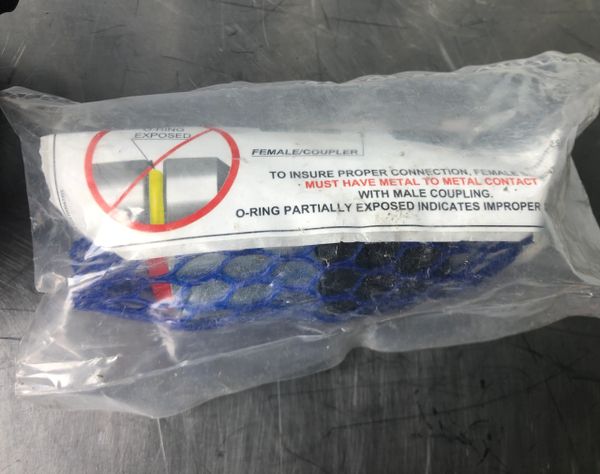 O-RING
EXPOSED
FEMALE/COUPLER
TO INSURE PROPER CONNECTION, FEMALE
MUST HAVE METAL TO METAL CONTACT
WITH MALE COUPLING.
O-RING PARTIALLY EXPOSED INDICATES IMPROPER